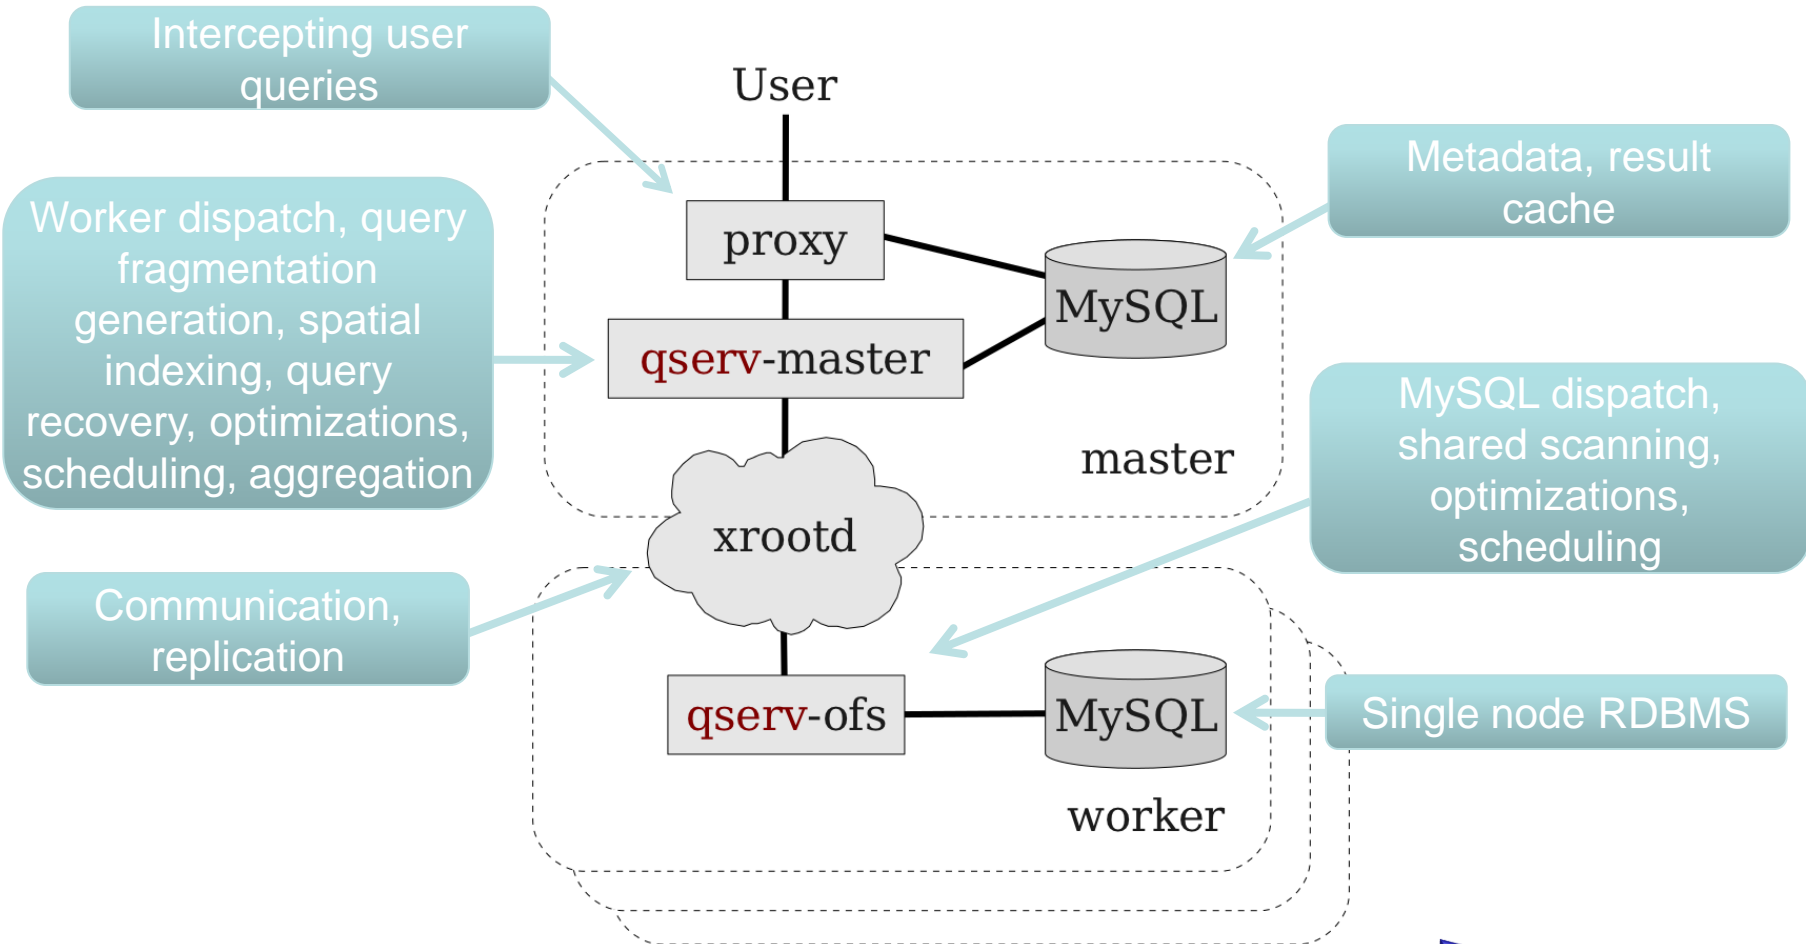 Intercepting user
queries
User
Metadata, result
cache
Worker dispatch, query
fragmentation
generation, spatial
indexing, query
recovery, optimizations,
scheduling, aggregation
proxy
MySQL
qserv-master
master
MySQL dispatch,
shared scanning,
optimizations,
scheduling
xrootd
Communication,
replication
qserv-ofs
MySQL
Single node RDBMS
worker